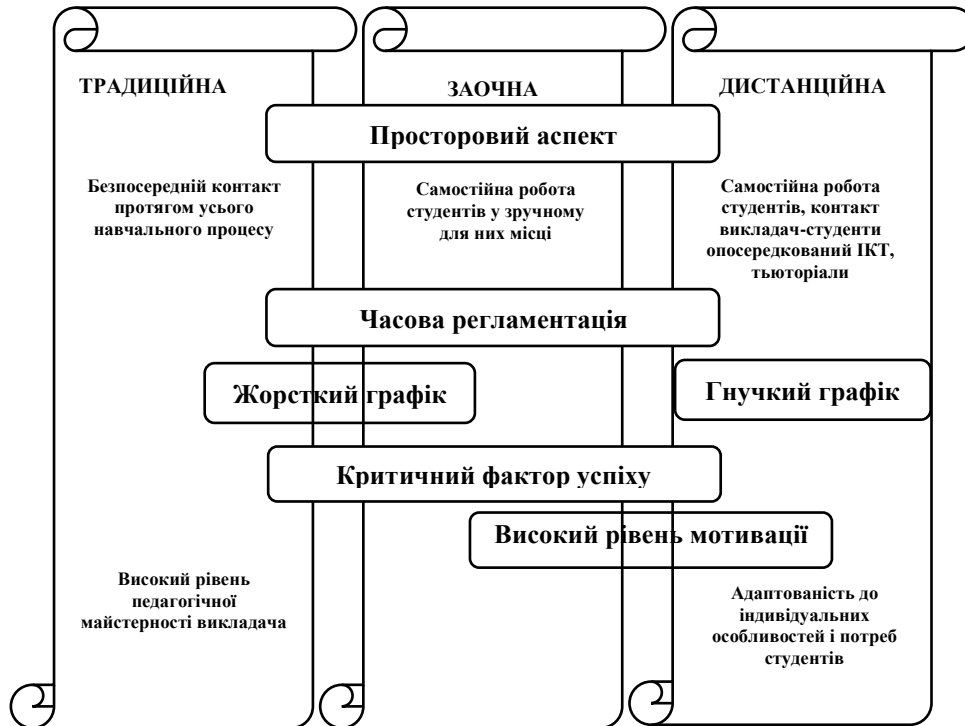 ТРАДИЦІЙНА
ЗАОЧНА
ДИСТАНЦІЙНА
Просторовий аспект
Безпосередній контакт
протягом усього
навчального процесу
Самостійна робота
студентів у зручному
для них місці
Самостійна робота
студентів, контакт
викладач-студенти
опосередкований ІКТ,
тьюторіали
Часова регламентація
Жорсткий графік
Гнучкий графік
Критичний фактор успіху
Високий рівень мотивації
Високий рівень
педагогічної
майстерності викладача
Адаптованість до
індивідуальних
особливостей і потреб
студентів